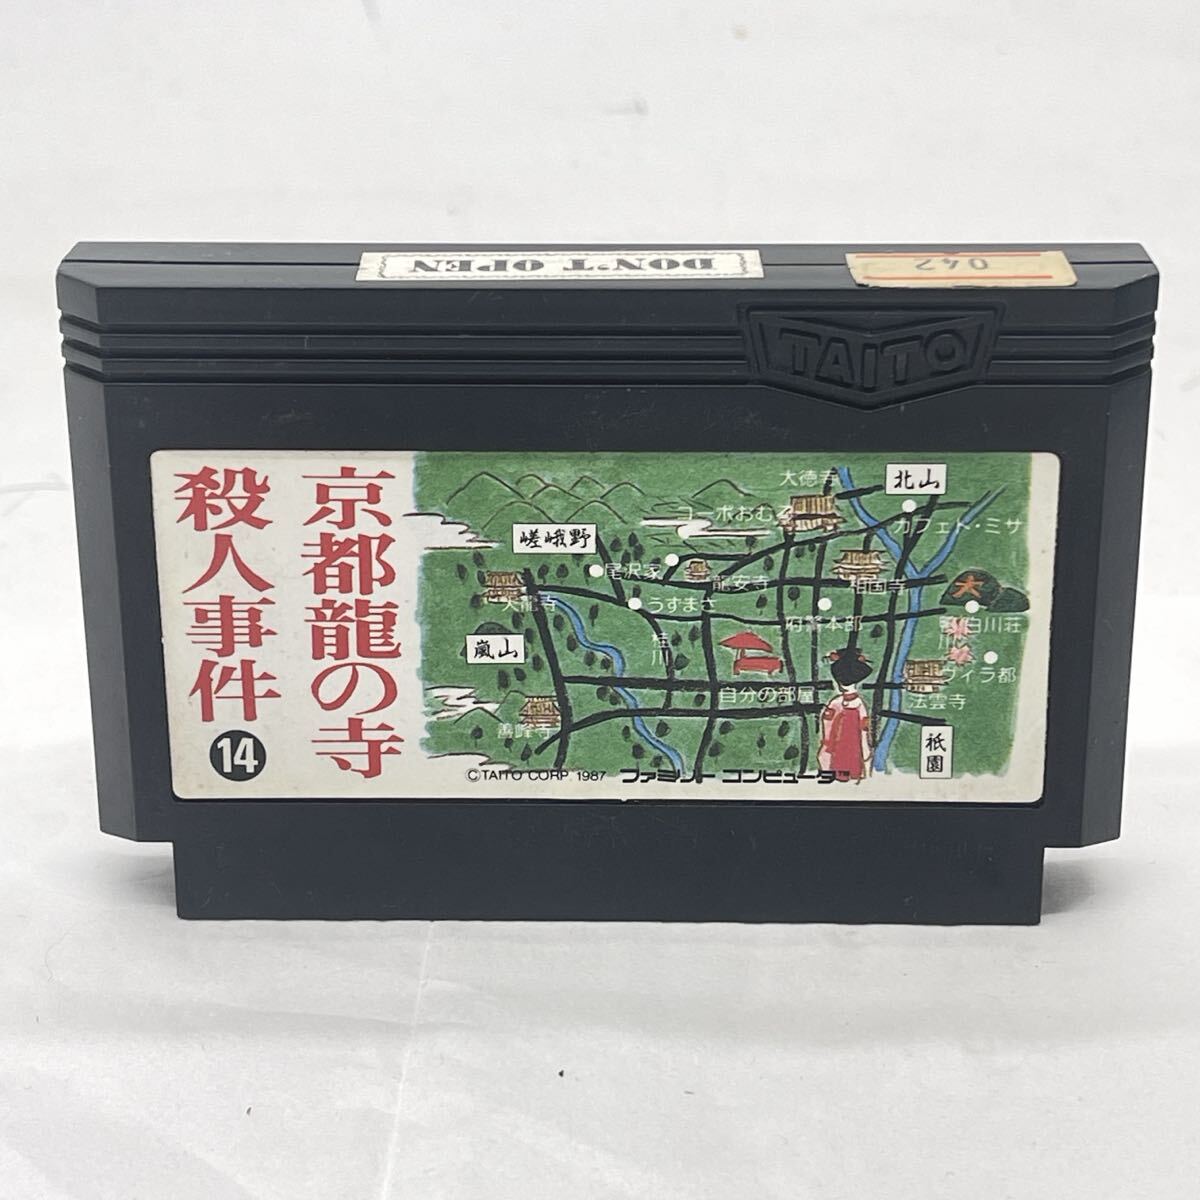 DON'T OPEN
042
TAITO
京都龍の寺
殺人事件
14
大徳寺
北山
コーポおむろ
カフェト・ミサ
嵯峨野
尾沢家
龍安寺
相国寺
大
天龍寺
うずまさ
府警本部
白川荘
嵐山
桂川
ヴィラ都
自分の部屋
法雲寺
善峰寺
祇園
©TAITO CORP. 1987
ファミリーコンピュータ™